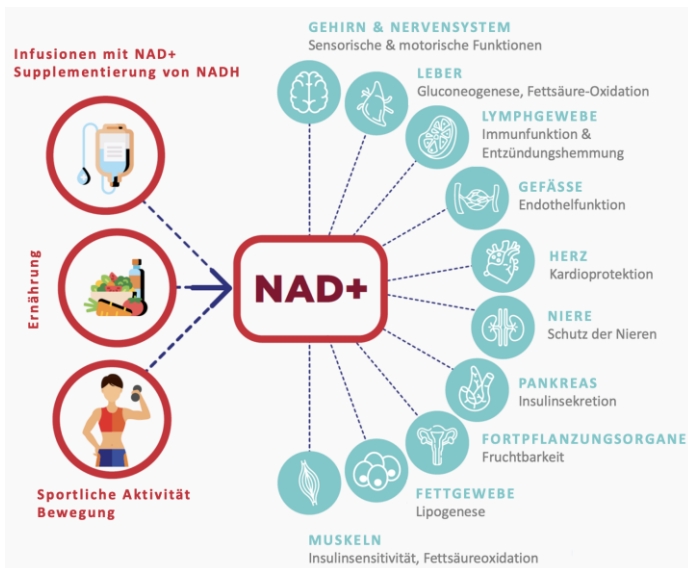 Infusionen mit NAD+
Supplementierung von NADH
Ernährung
Sportliche Aktivität
Bewegung
NAD+
GEHIRN & NERVENSYSTEM
Sensorische & motorische Funktionen
LEBER
Gluconeogenese, Fettsäure-Oxidation
LYMPHGEWEBE
Immunfunktion &
Entzündungshemmung
GEFÄSSE
Endothelfunktion
HERZ
Kardioprotektion
NIERE
Schutz der Nieren
PANKREAS
Insulinsekretion
FORTPFLANZUNGSORGANE
Fruchtbarkeit
FETTGEWEBE
Lipogenese
MUSKELN
Insulinsensitivität, Fettsäureoxidation